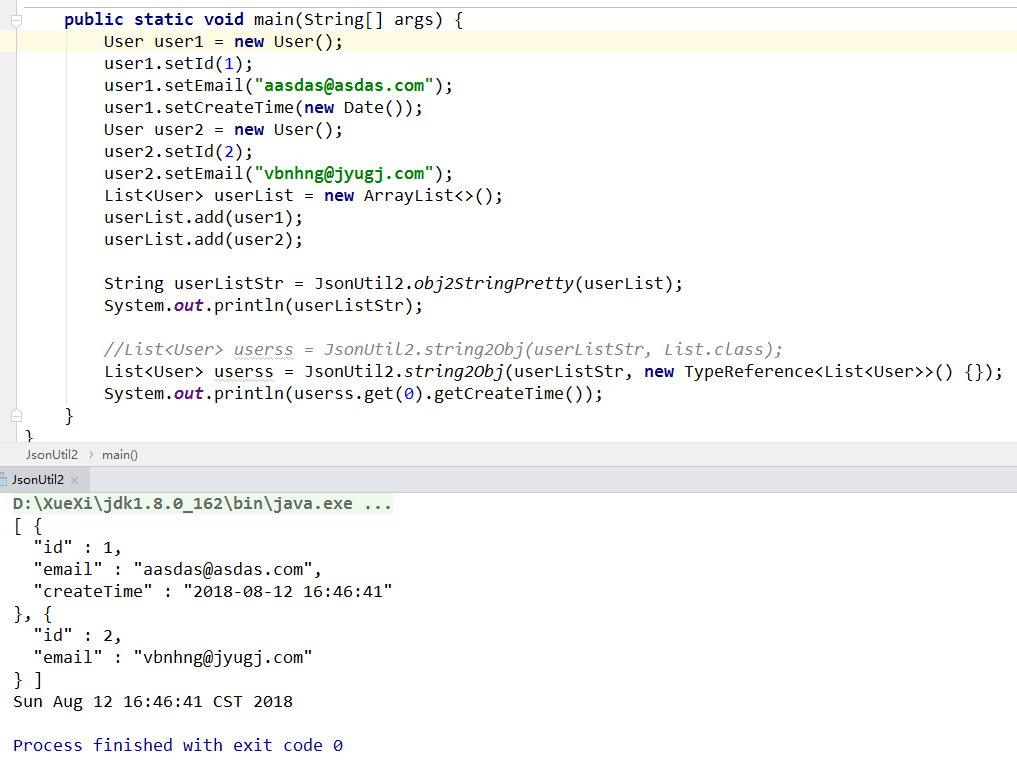 public static void main(String[] args) {
User user1 = new User();
user1.setId(1);
user1.setEmail("aasdas@asdas.com");
user1.setCreateTime(new Date());
User user2 = new User();
user2.setId(2);
user2.setEmail("vbnhng@jyugj.com");
List<User> userList = new ArrayList<>();
userList.add(user1);
userList.add(user2);
String userListStr = JsonUtil2.obj2StringPretty(userList);
System.out.println(userListStr);
//List<User> userss = JsonUtil2.string2Obj(userListStr, List.class);
List<User> userss = JsonUtil2.string2Obj(userListStr, new TypeReference<List<User>>() {});
System.out.println(userss.get(0).getCreateTime());
}
}
JsonUtil2 › main()
JsonUtil2 ×
D:\XueXi\jdk1.8.0_162\bin\java.exe ...
[ {
"id" : 1,
"email" : "aasdas@asdas.com",
"createTime" : "2018-08-12 16:46:41"
}, {
"id" : 2,
"email" : "vbnhng@jyugj.com"
} ]
Sun Aug 12 16:46:41 CST 2018
Process finished with exit code 0